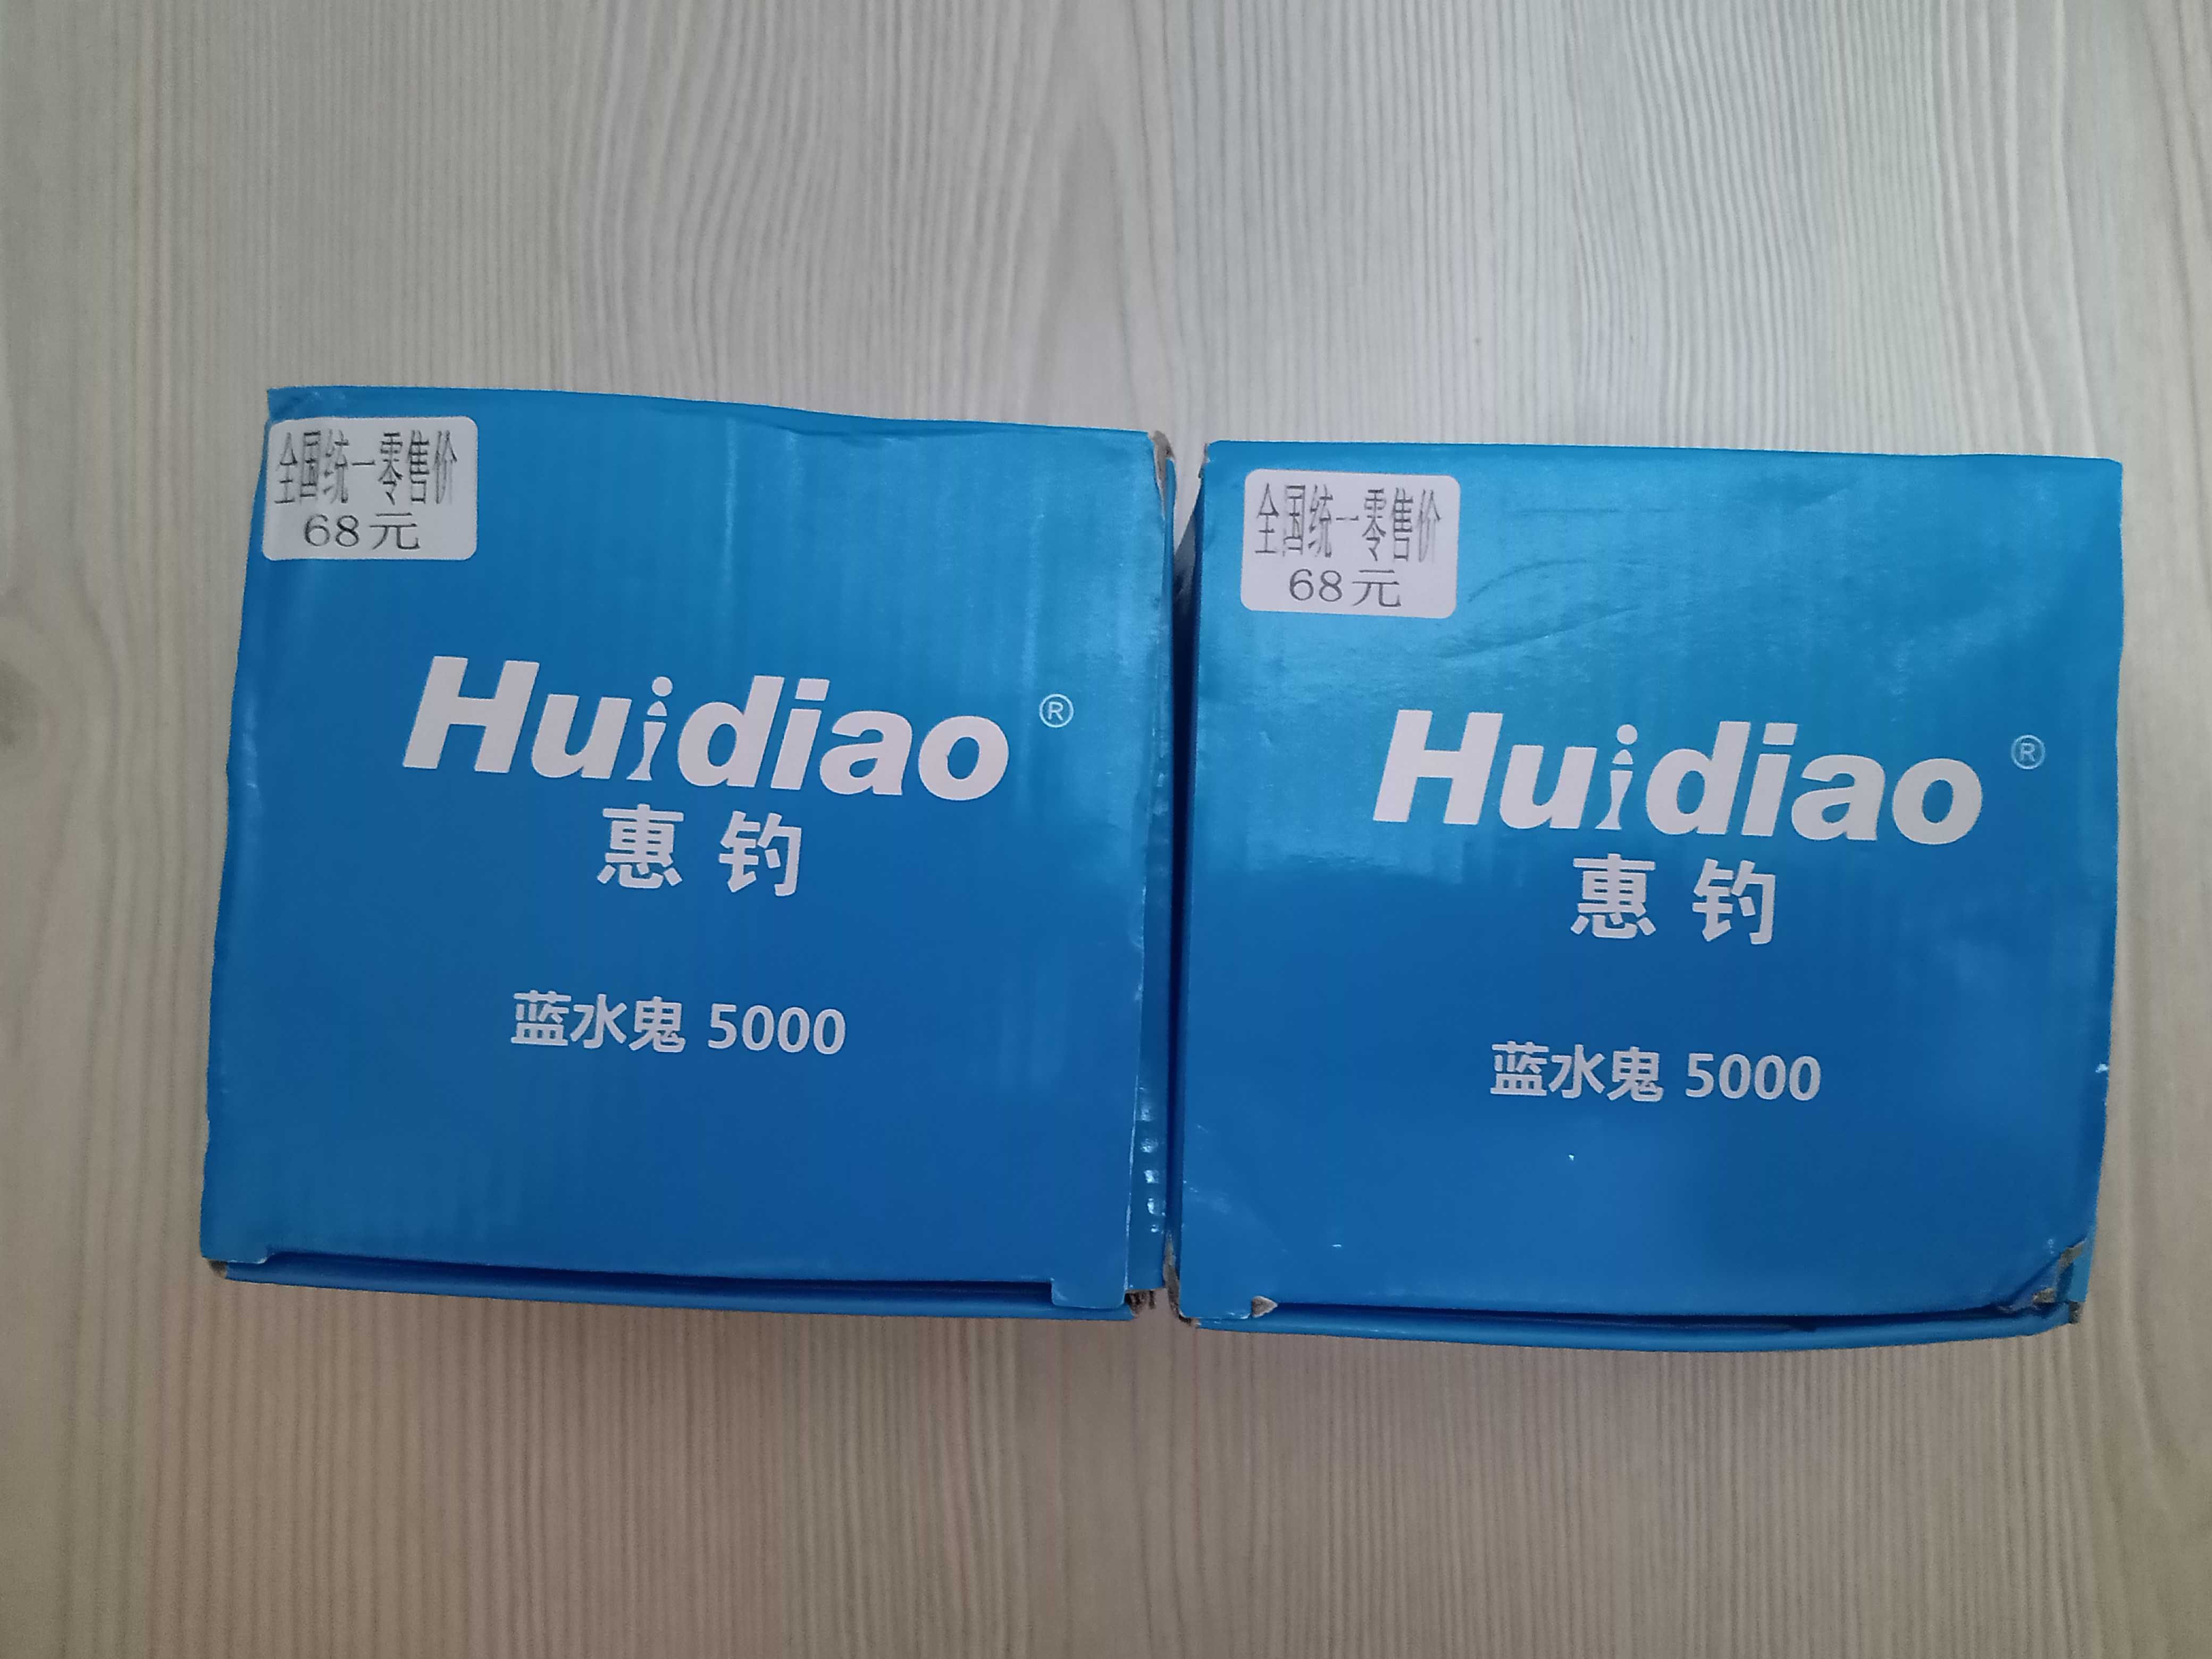 全国统一零售价
68元
Huidiao®
惠钓
蓝水鬼 5000
全国统一零售价
68元
Huidiao®
惠钓
蓝水鬼 5000